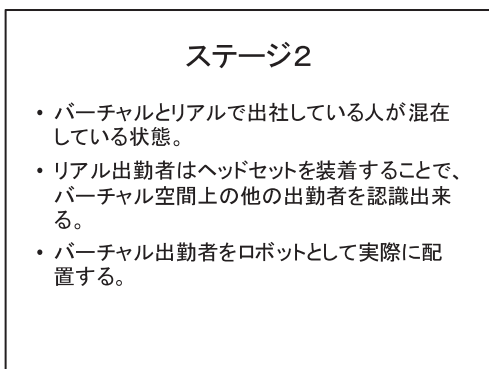 ステージ2
• バーチャルとリアルで出社している人が混在
している状態。
• リアル出勤者はヘッドセットを装着することで、
バーチャル空間上の他の出勤者を認識出来
る。
• バーチャル出勤者をロボットとして実際に配
置する。